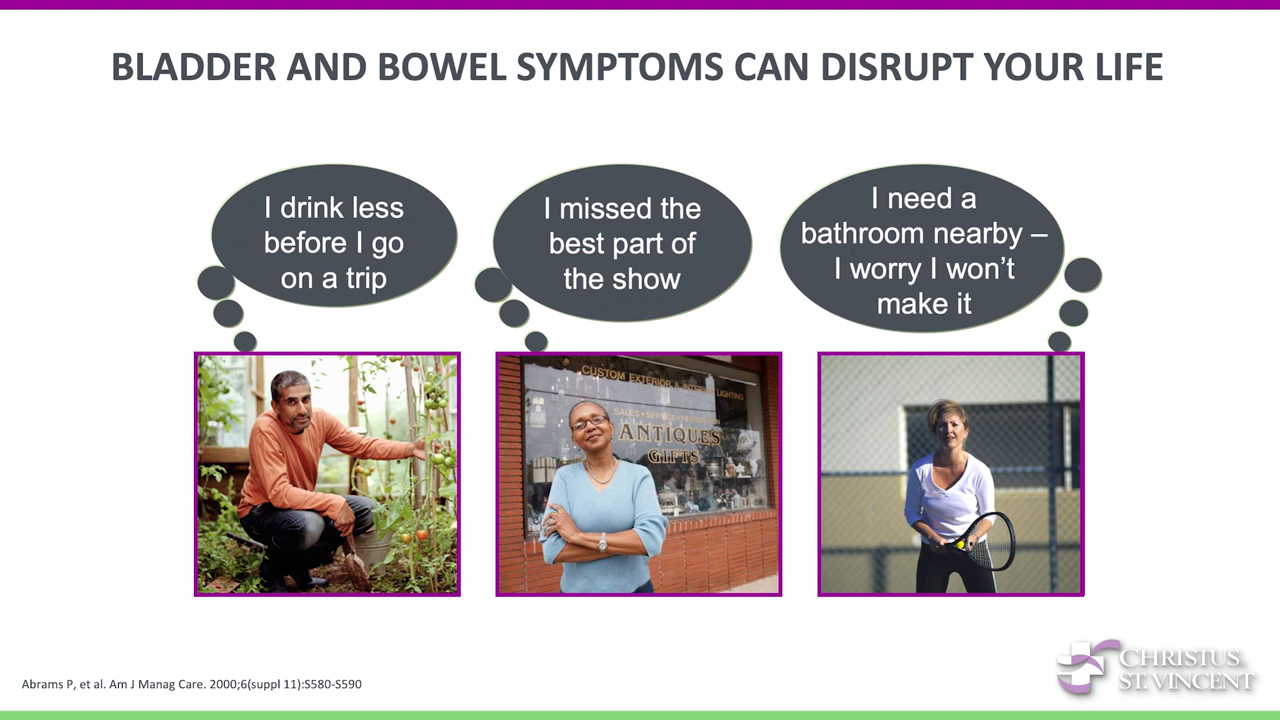 BLADDER AND BOWEL SYMPTOMS CAN DISRUPT YOUR LIFE
I drink less
before I go
on a trip
I missed the
best part of
the show
I need a
bathroom nearby –
I worry I won’t
make it
CUSTOM EXTERIOR & INTERIOR LIGHTING
SALES • SERVICE •
ANTIQUES
GIFTS
Abrams P, et al. Am J Manag Care. 2000;6(suppl 11):S580-S590
CHRISTUS
ST. VINCENT